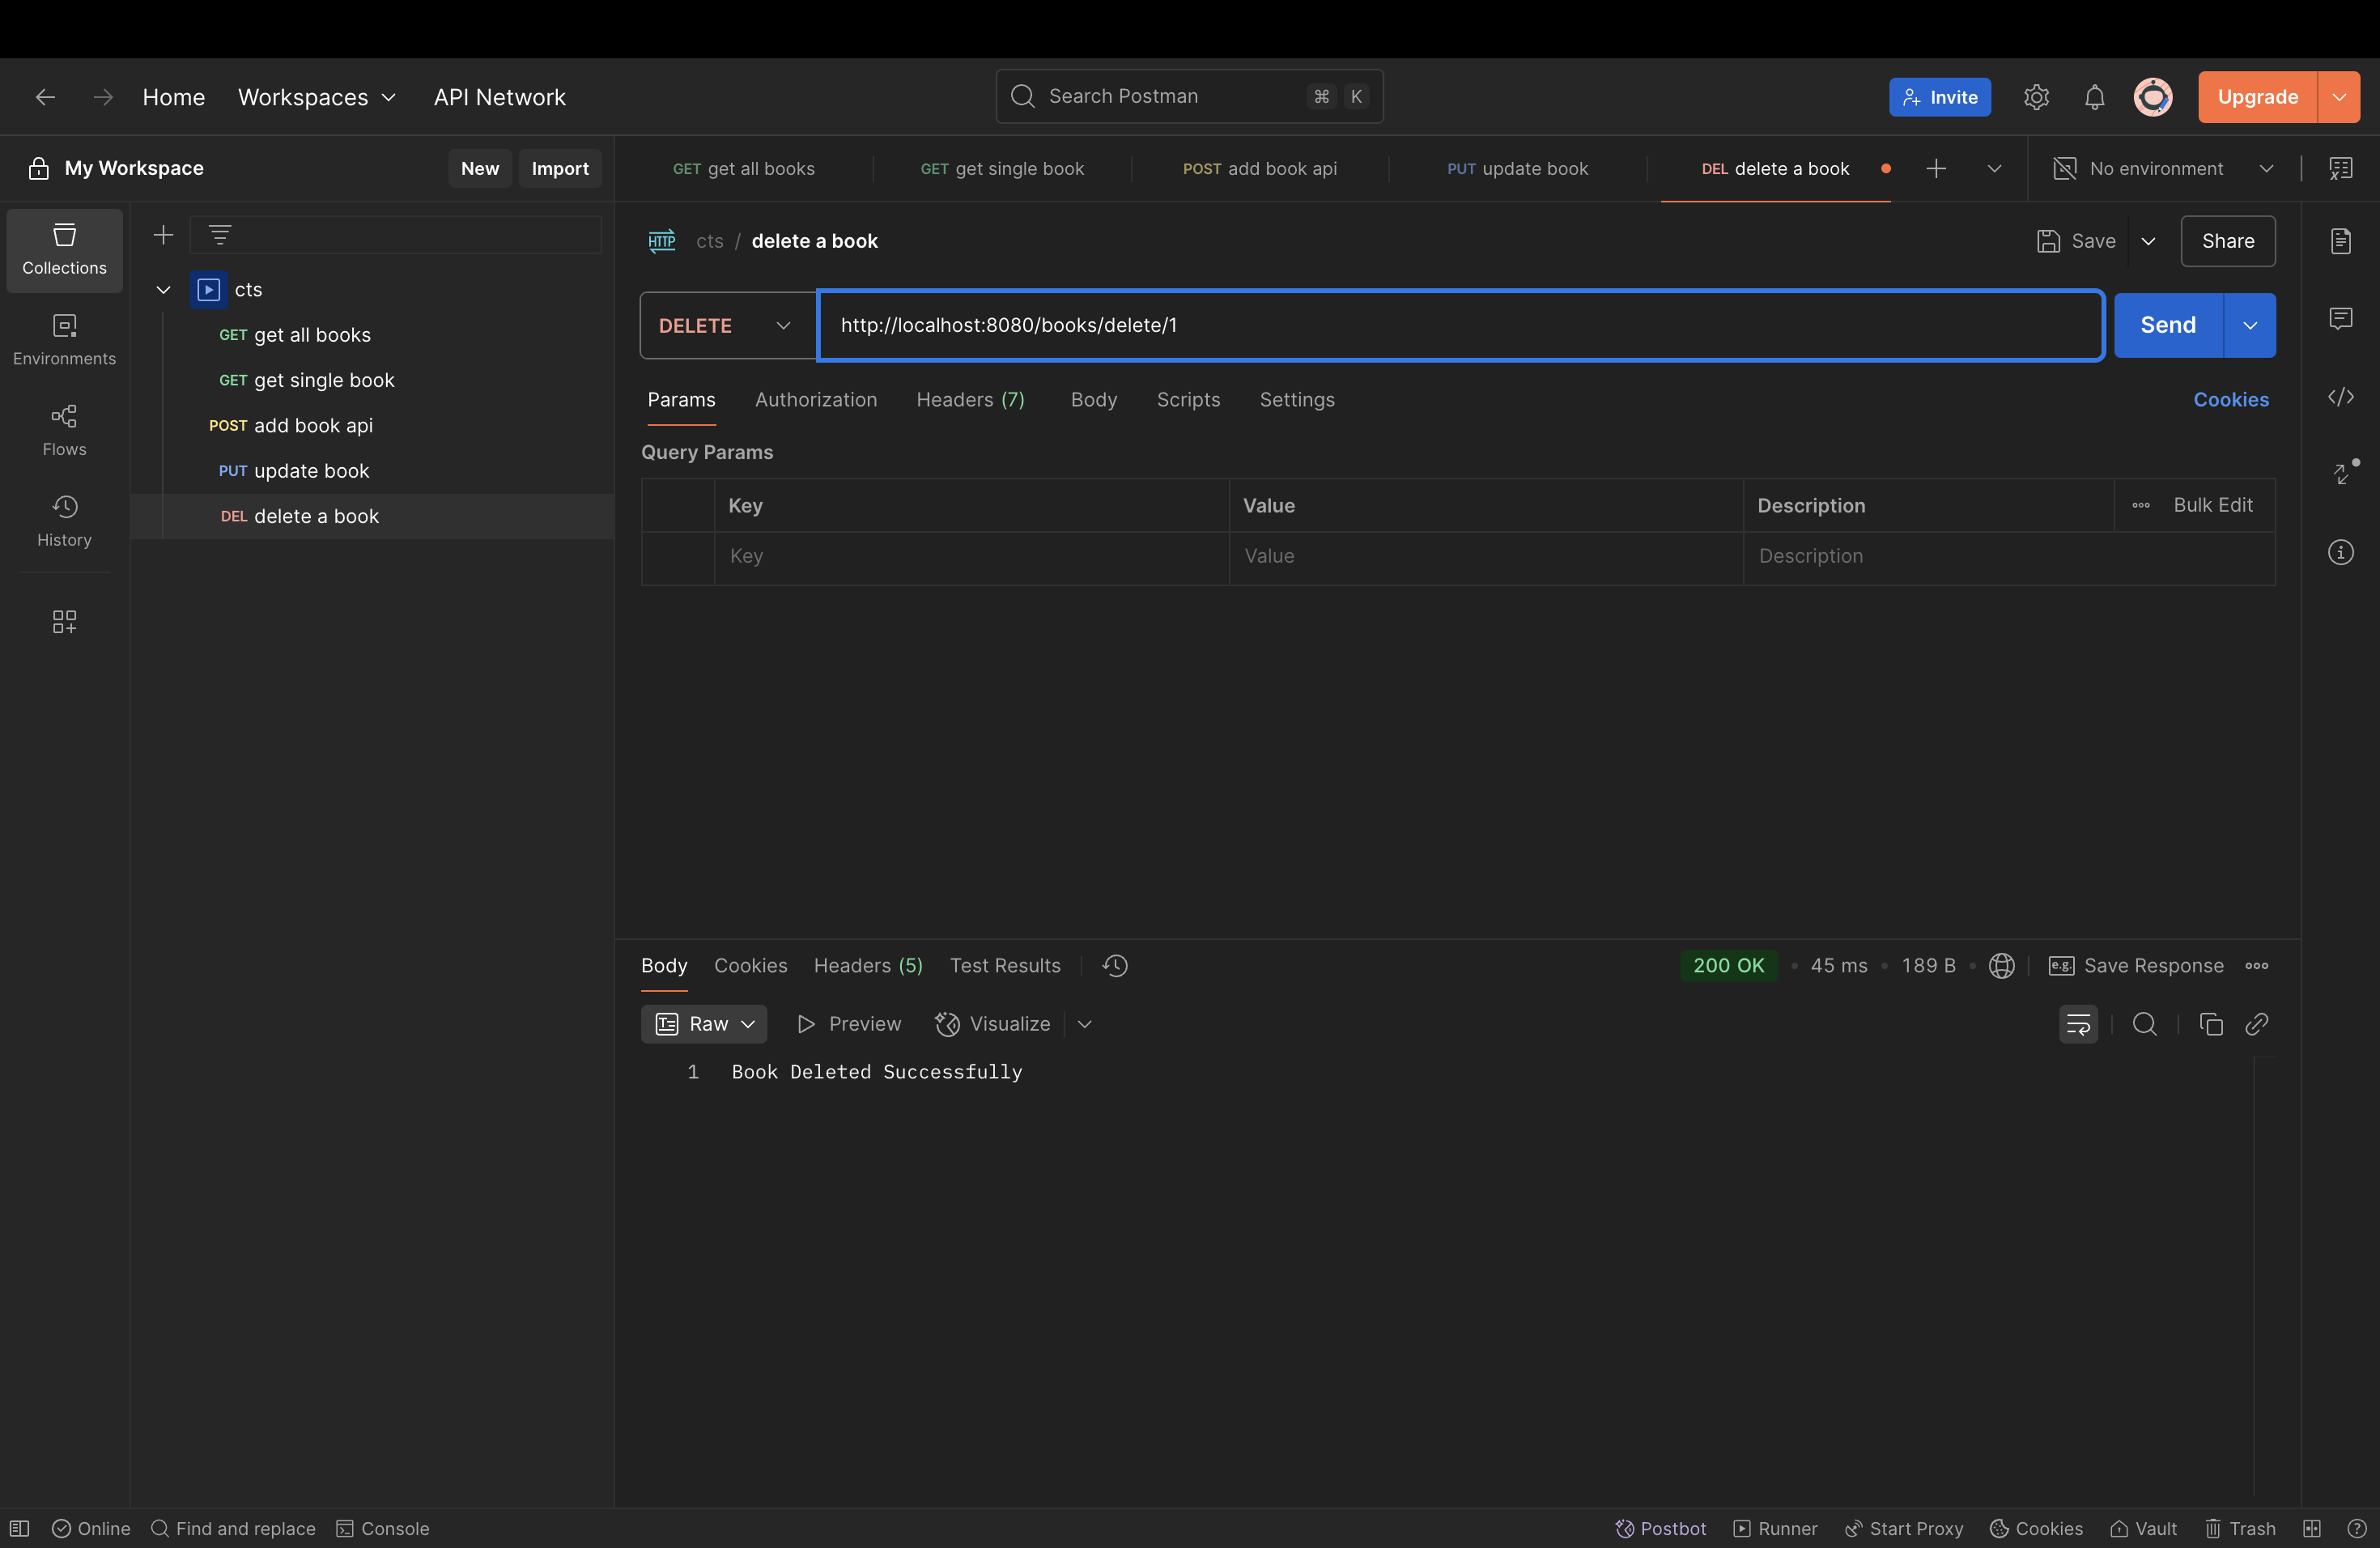 Home Workspaces API Network Search Postman ⌘ K Invite Upgrade
My Workspace New Import GET get all books GET get single book POST add book api PUT update book DEL delete a book No environment
Collections
Environments
Flows
History
cts
GET get all books
GET get single book
POST add book api
PUT update book
DEL delete a book
HTTP cts / delete a book Save Share
DELETE http://localhost:8080/books/delete/1 Send
Params Authorization Headers (7) Body Scripts Settings Cookies
Query Params
Key Value Description Bulk Edit
Key Value Description
Body Cookies Headers (5) Test Results 200 OK • 45 ms • 189 B • e.g. Save Response
Raw Preview Visualize
1 Book Deleted Successfully
Online Find and replace Console Postbot Runner Start Proxy Cookies Vault Trash